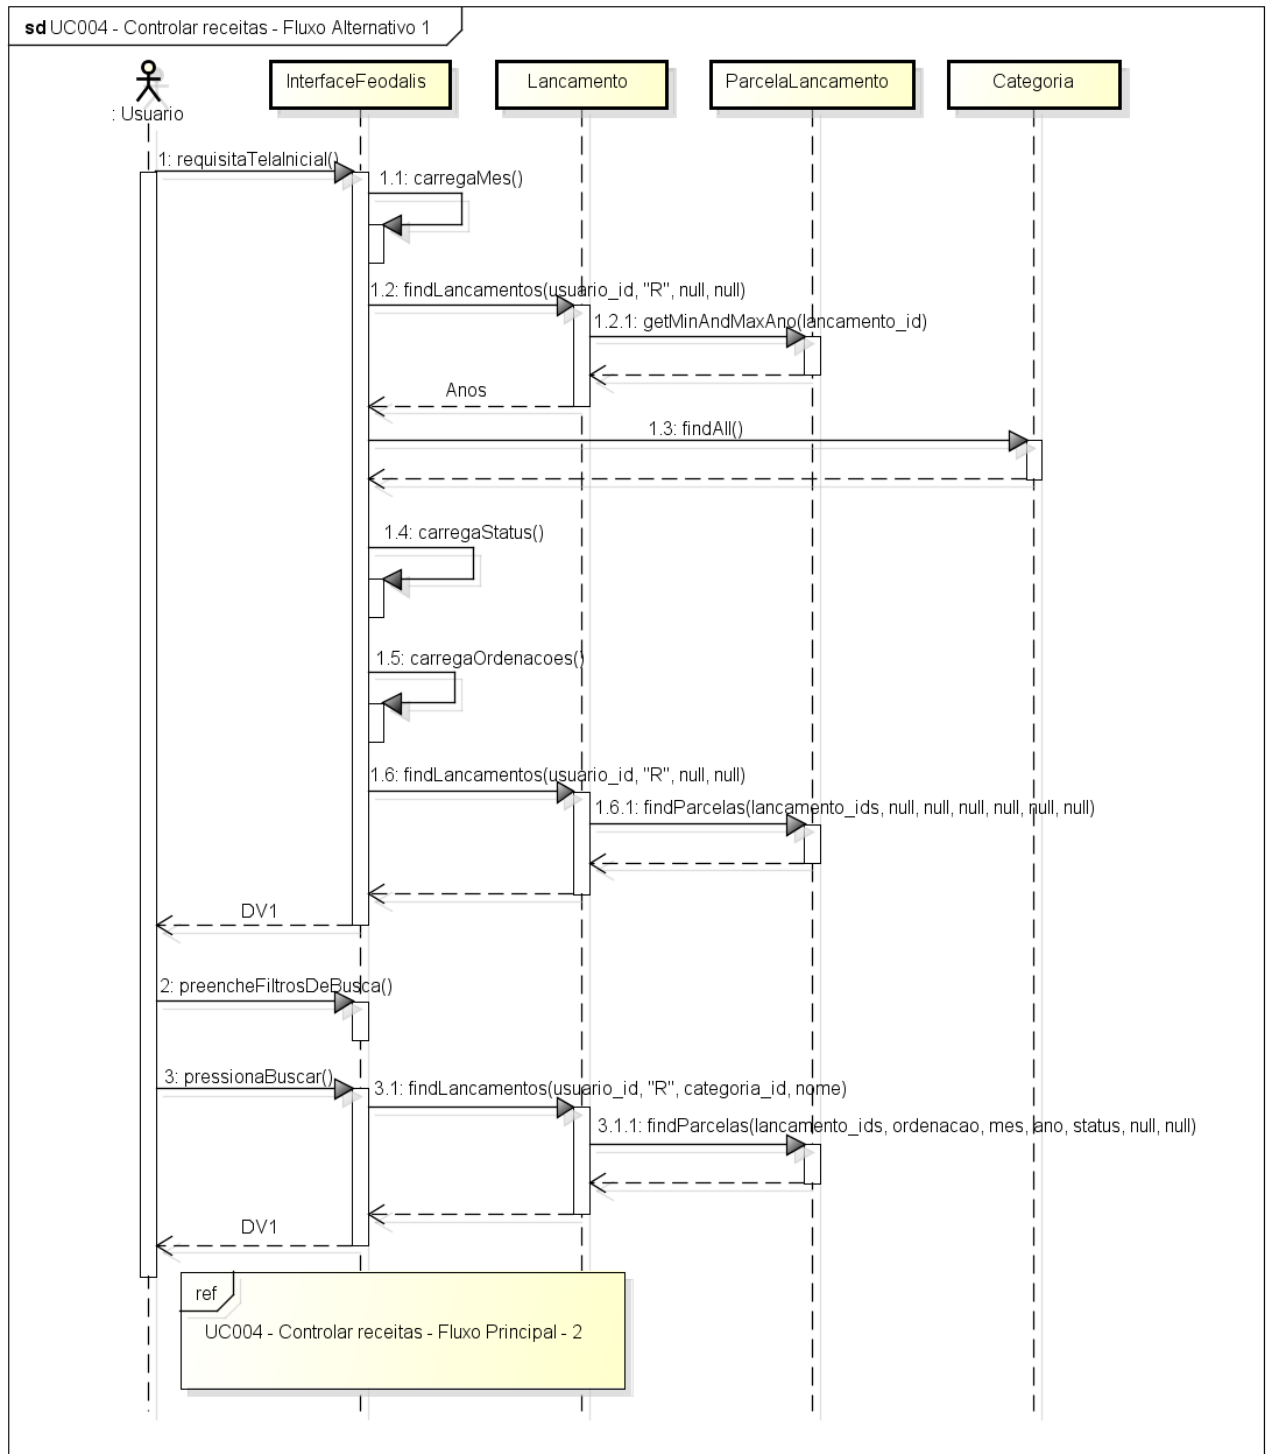 sd UC004 - Controlar receitas - Fluxo Alternativo 1
InterfaceFeodalis
Lancamento
ParcelaLancamento
Categoria
: Usuario
1: requisitaTelaInicial()
1.1: carregaMes()
1.2: findLancamentos(usuario_id, "R", null, null)
1.2.1: getMinAndMaxAno(lancamento_id)
Anos
1.3: findAll()
1.4: carregaStatus()
1.5: carregaOrdenacoes()
1.6: findLancamentos(usuario_id, "R", null, null)
1.6.1: findParcelas(lancamento_ids, null, null, null, null, null, null)
DV1
2: preencheFiltrosDeBusca()
3: pressionaBuscar()
3.1: findLancamentos(usuario_id, "R", categoria_id, nome)
3.1.1: findParcelas(lancamento_ids, ordenacao, mes, ano, status, null, null)
DV1
ref
UC004 - Controlar receitas - Fluxo Principal - 2